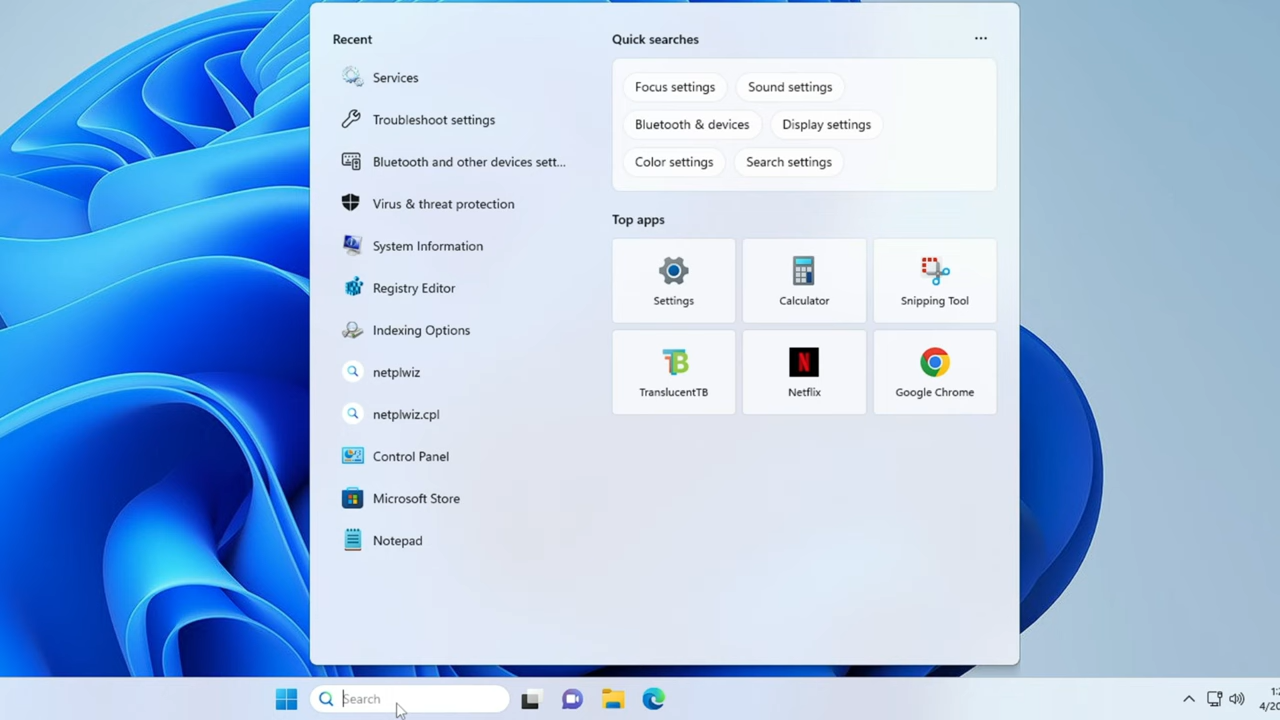 Recent
Services
Troubleshoot settings
Bluetooth and other devices sett...
Virus & threat protection
System Information
Registry Editor
Indexing Options
netplwiz
netplwiz.cpl
Control Panel
Microsoft Store
Notepad
Quick searches
Focus settings
Sound settings
Bluetooth & devices
Display settings
Color settings
Search settings
Top apps
Settings
Calculator
Snipping Tool
TranslucentTB
Netflix
Google Chrome
Search